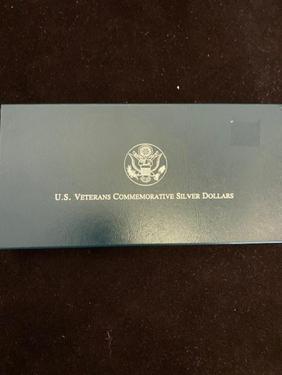 U.S. VETERANS COMMEMORATIVE SILVER DOLLARS